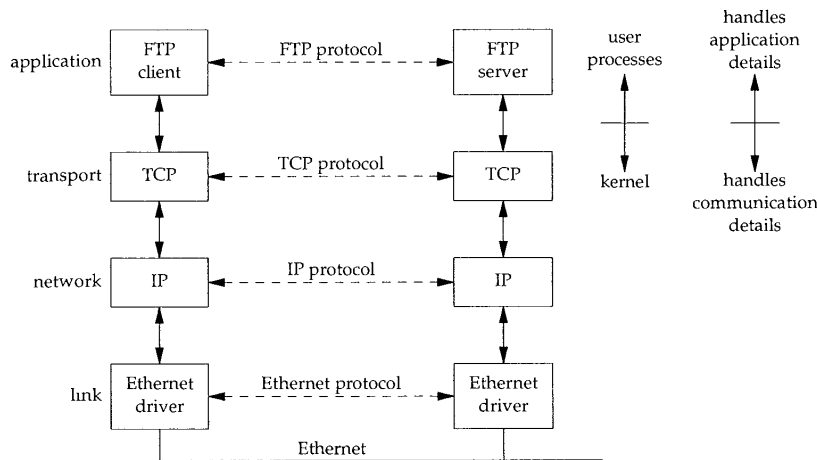 application
FTP
client
FTP protocol
FTP
server
user
processes
handles
application
details
transport
TCP
TCP protocol
TCP
kernel
handles
communication
details
network
IP
IP protocol
IP
link
Ethernet
driver
Ethernet protocol
Ethernet
driver
Ethernet